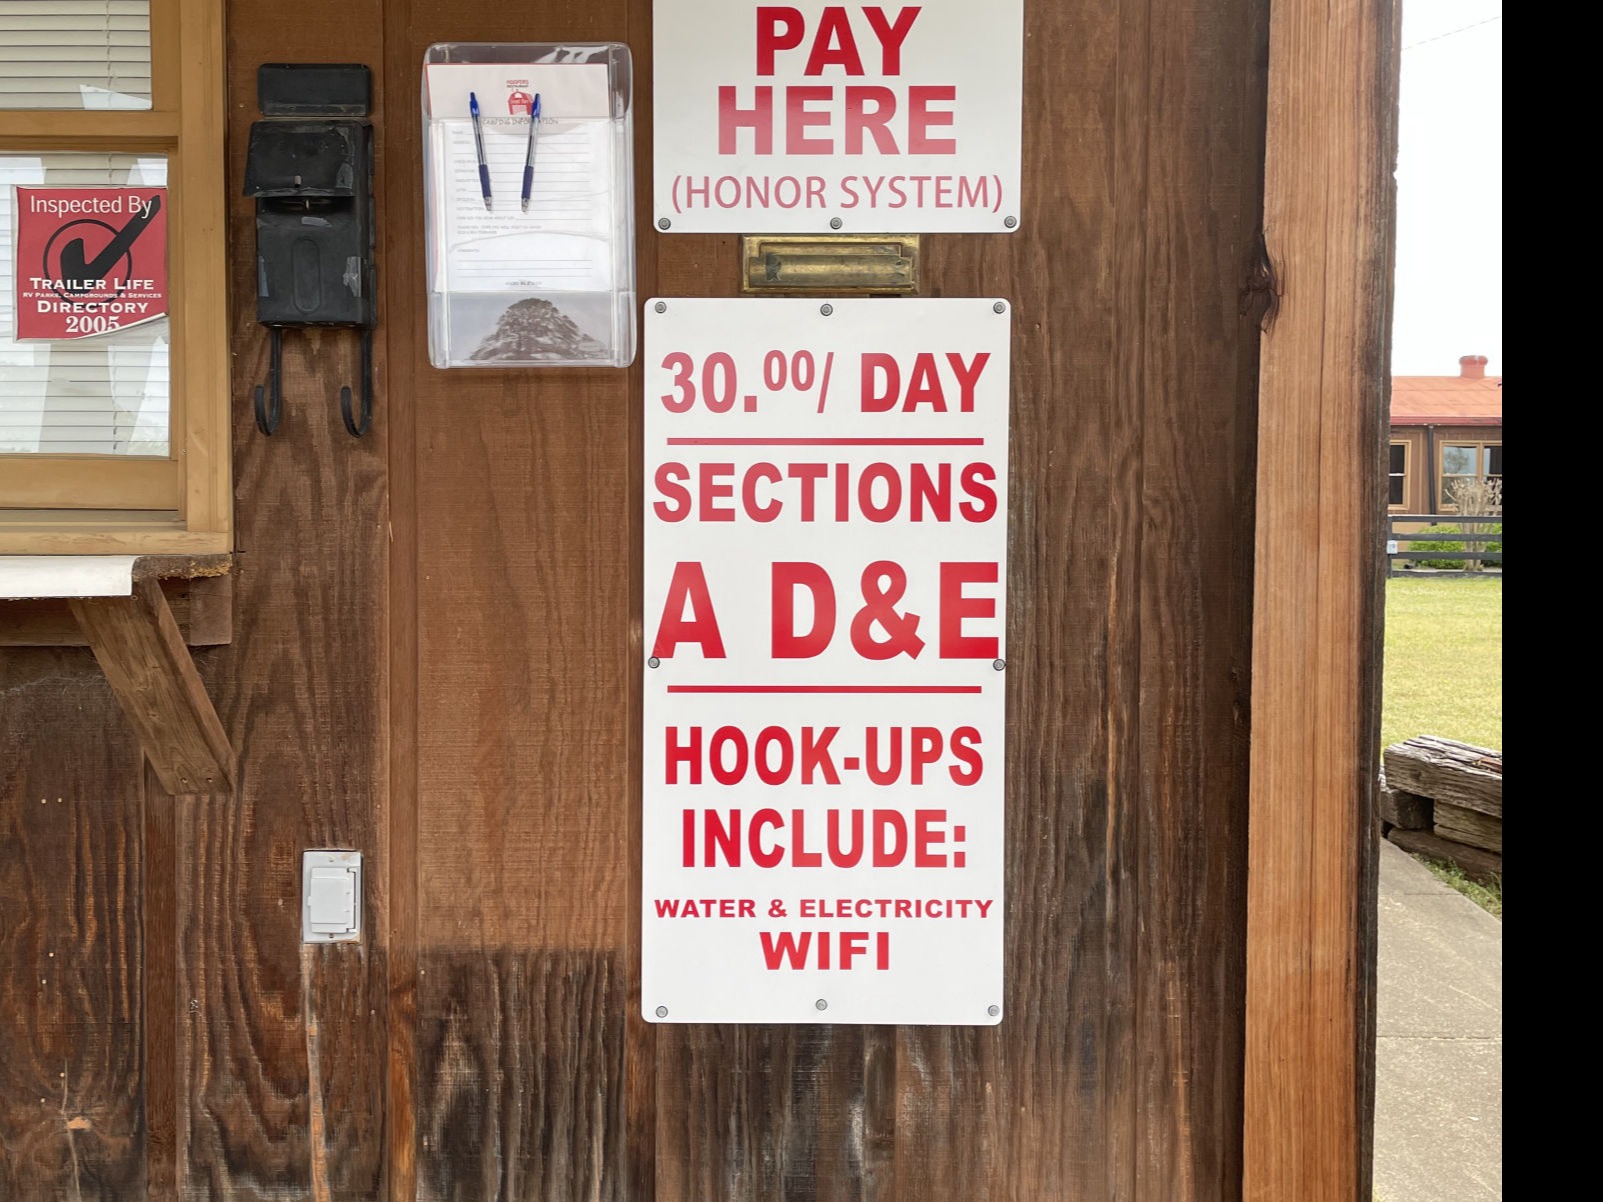 PAY
HERE
(HONOR SYSTEM)
Inspected By
TRAILER LIFE
RV PARKS, CAMPGROUNDS & SERVICES
DIRECTORY
2005
30.00/ DAY
SECTIONS
A D&E
HOOK-UPS
INCLUDE:
WATER & ELECTRICITY
WIFI